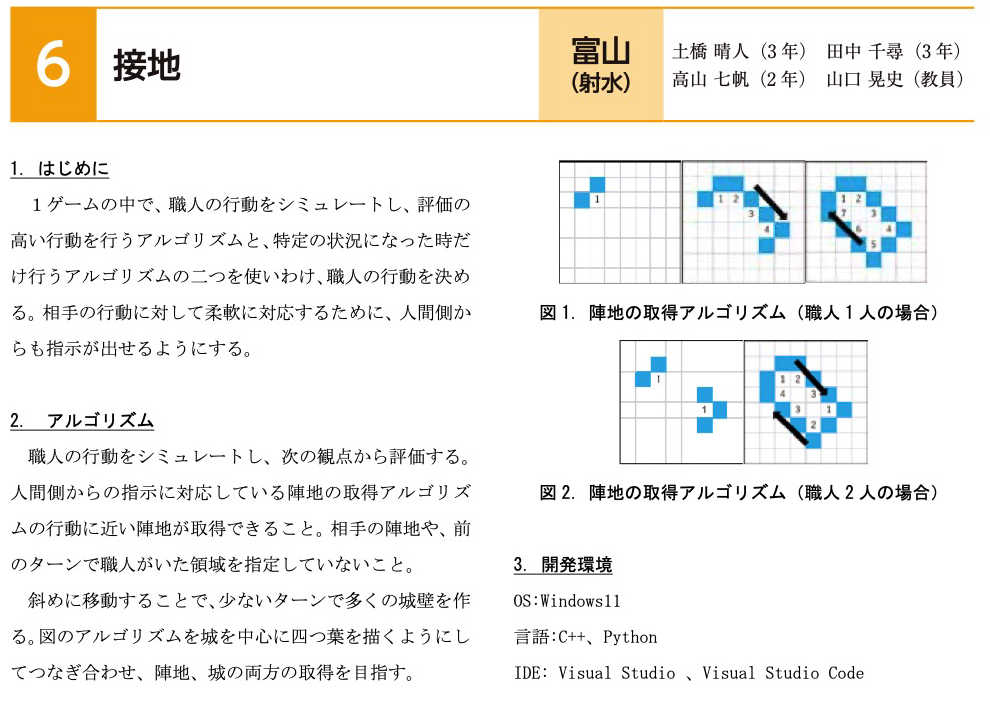 6
接地
富山
(射水)
土橋 晴人（3 年） 田中 千尋（3 年）
高山 七帆（2 年） 山口 晃史（教員）
1. はじめに
１ゲームの中で、職人の行動をシミュレートし、評価の
高い行動を行うアルゴリズムと、特定の状況になった時だ
け行うアルゴリズムの二つを使いわけ、職人の行動を決め
る。相手の行動に対して柔軟に対応するために、人間側か
らも指示が出せるようにする。
2. アルゴリズム
職人の行動をシミュレートし、次の観点から評価する。
人間側からの指示に対応している陣地の取得アルゴリズ
ムの行動に近い陣地が取得できること。相手の陣地や、前
のターンで職人がいた領域を指定していないこと。
斜めに移動することで、少ないターンで多くの城壁を作
る。図のアルゴリズムを城を中心に四つ葉を描くようにし
てつなぎ合わせ、陣地、城の両方の取得を目指す。
1
1 2
3
4
1 2
7 3
6 4
5
図 1. 陣地の取得アルゴリズム（職人 1 人の場合）
1
1
1 2
4 3
3 1
2
図 2. 陣地の取得アルゴリズム（職人 2 人の場合）
3. 開発環境
OS:Windows11
言語:C++、Python
IDE: Visual Studio 、Visual Studio Code